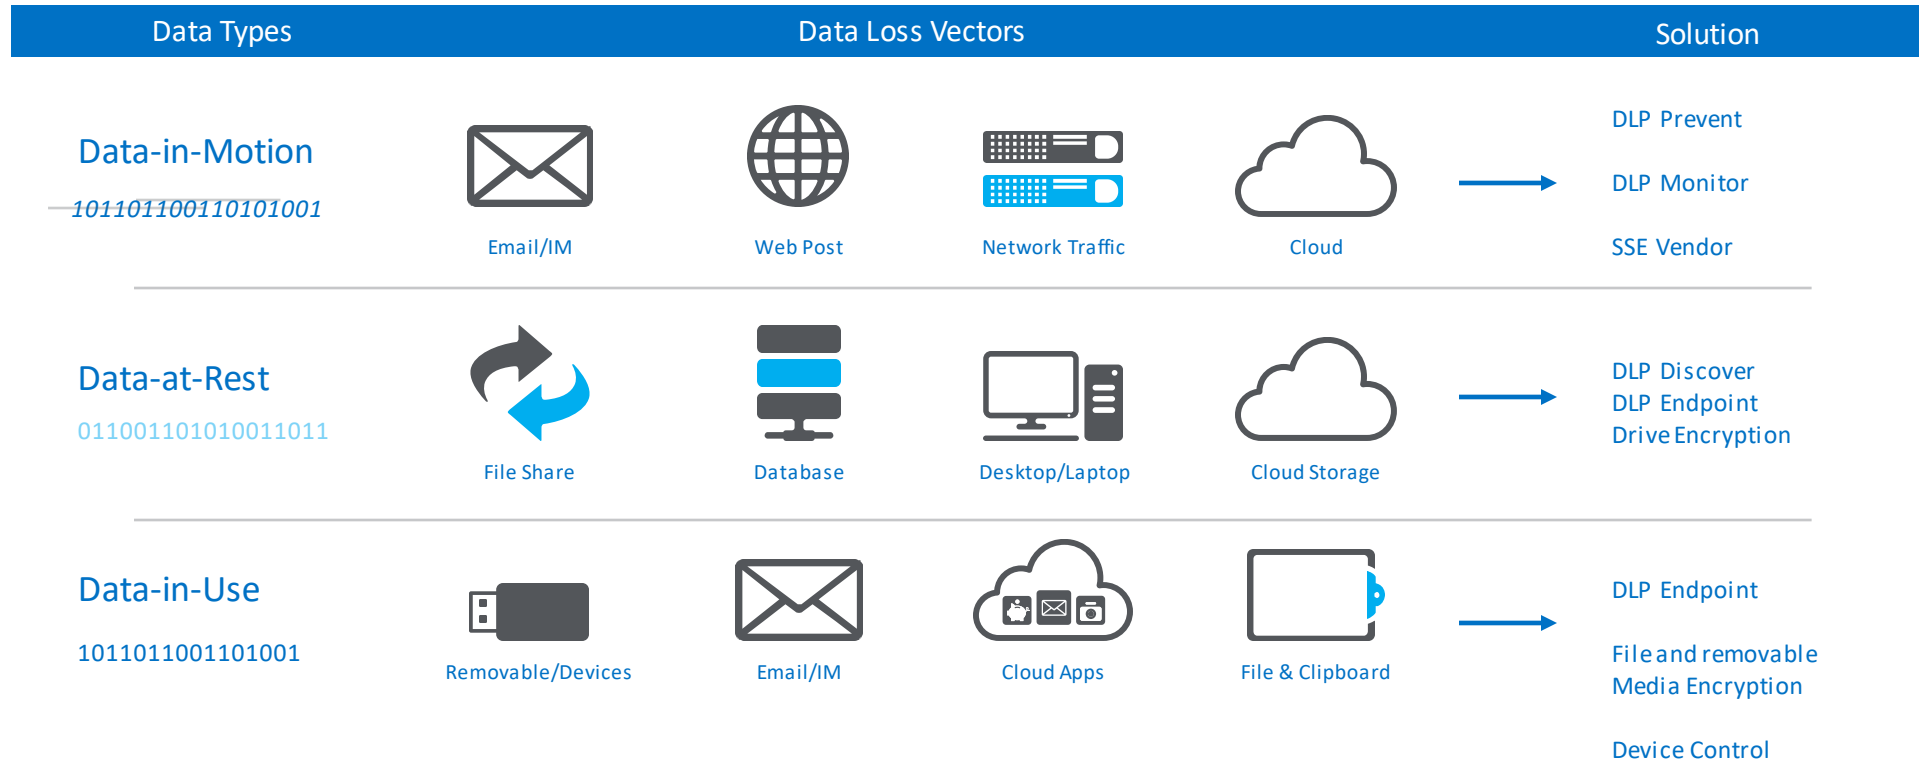 Data Types
Data Loss Vectors
Solution
Data-in-Motion
101101100110101001
Email/IM
Web Post
Network Traffic
Cloud
DLP Prevent
DLP Monitor
SSE Vendor
Data-at-Rest
011001101010011011
File Share
Database
Desktop/Laptop
Cloud Storage
DLP Discover
DLP Endpoint
Drive Encryption
Data-in-Use
1011011001101001
Removable/Devices
Email/IM
Cloud Apps
File & Clipboard
DLP Endpoint
File and removable
Media Encryption
Device Control